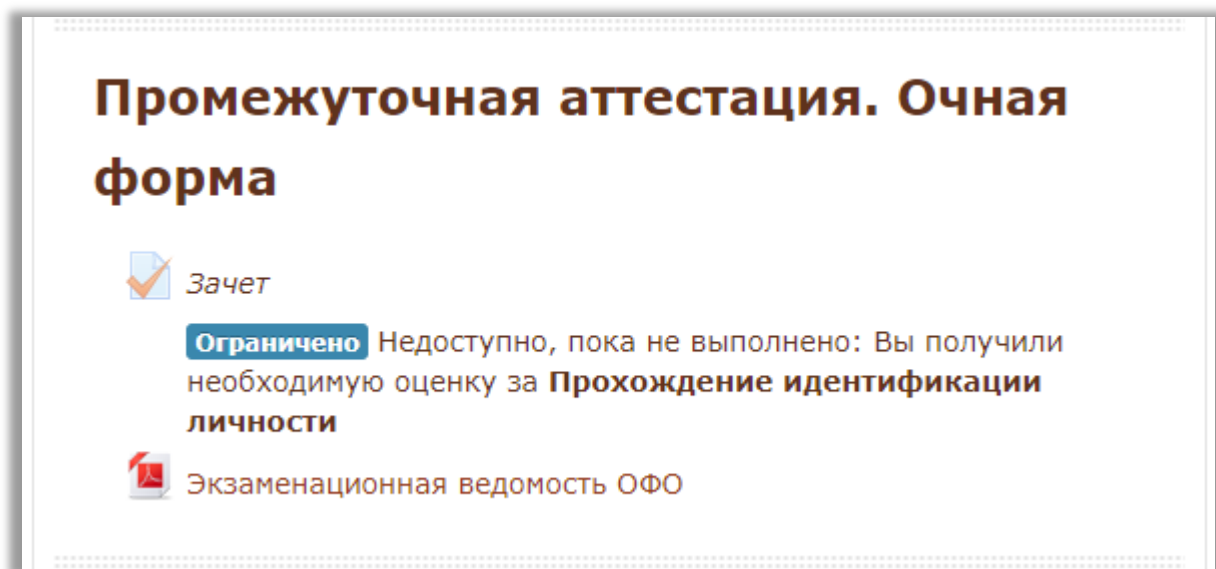 Промежуточная аттестация. Очная
форма
Зачет
Ограничено Недоступно, пока не выполнено: Вы получили
необходимую оценку за Прохождение идентификации
личности
Экзаменационная ведомость ОФО